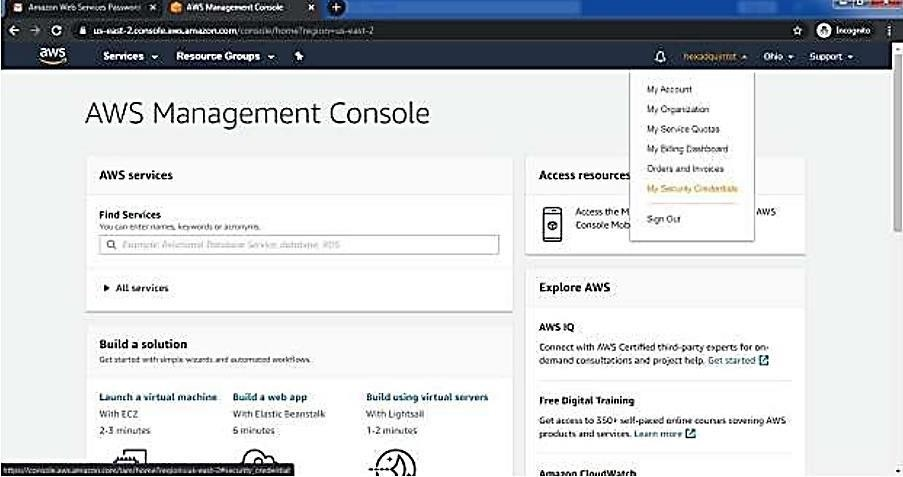 Amazon Web Services Password
AWS Management Console
us-east-2.console.aws.amazon.com/console/home?region=us-east-2
Incognito
aws
Services
Resource Groups
Ohio
Support
My Account
My Organization
My Service Quotas
My Billing Dashboard
Orders and Invoices
My Security Credentials
Sign Out
AWS Management Console
AWS services
Find Services
You can enter names, keywords or acronyms.
Example: Relational Database Service, database, RDS
All services
Build a solution
Get started with simple wizards and automated workflows.
Launch a virtual machine
With EC2
2-3 minutes
Build a web app
With Elastic Beanstalk
6 minutes
Build using virtual servers
With Lightsail
1-2 minutes
Access resources
Access the M
AWS
Console Mob
Explore AWS
AWS IQ
Connect with AWS Certified third-party experts for on-
demand consultations and project help. Get started
Free Digital Training
Get access to 350+ self-paced online courses covering AWS
products and services. Learn more
Amazon CloudWatch
https://console.aws.amazon.com/iam/home?region=us-east-2#security_credential